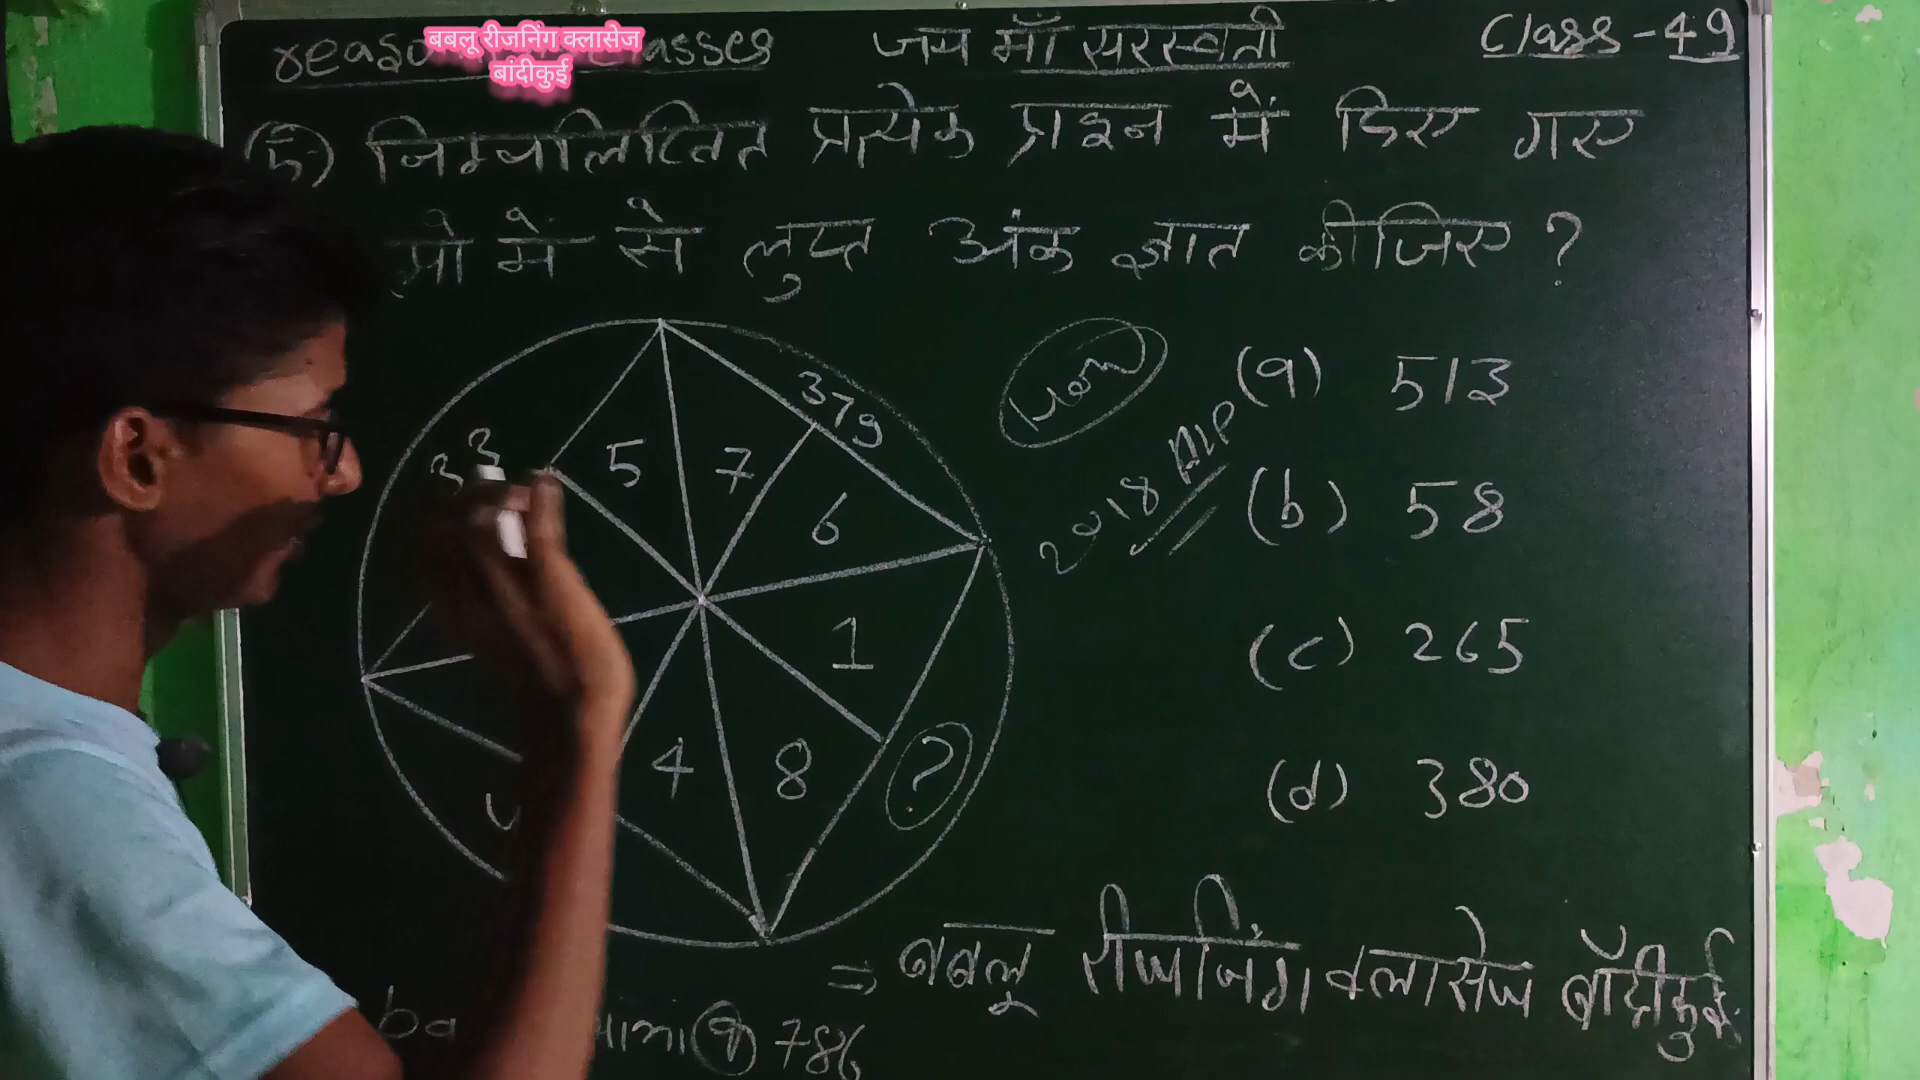 बबलू रीजनिंग क्लासेज
बांदीकुई
जय माँ सरस्वती
Class-49
निम्नलिखित प्रत्येक प्रश्न में दिए गए
में से लुप्त अंक ज्ञात कीजिए ?
379
5
7
6
1
4
8
?
2018 ALP
(a) 513
(b) 58
(c) 265
(d) 380
⇒ बबलू रीजनिंग क्लासेज बाँदीकुई
786